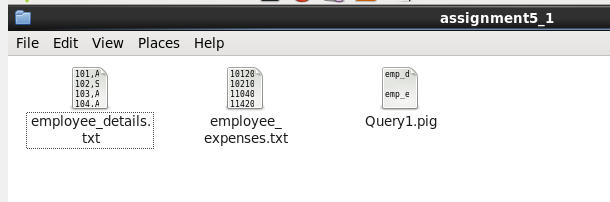 assignment5_1
File Edit View Places Help
101,A
102,S
103,A
104.A
employee_details.
txt
10120
10210
11040
11420
employee_
expenses.txt
emp_d
emp_e
Query1.pig